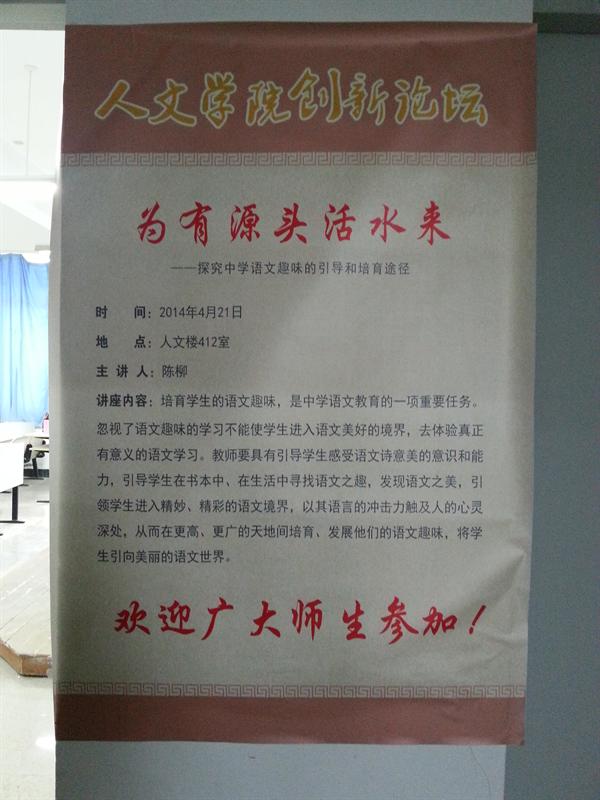 人文学院创新论坛
为有源头活水来
——探究中学语文趣味的引导和培育途径
时 间：2014年4月21日
地 点：人文楼412室
主 讲 人：陈柳
讲座内容：培育学生的语文趣味，是中学语文教育的一项重要任务。
忽视了语文趣味的学习不能使学生进入语文美好的境界，去体验真正
有意义的语文学习。教师要具有引导学生感受语文诗意美的意识和能
力，引导学生在书本中、在生活中寻找语文之趣，发现语文之美，引
领学生进入精妙、精彩的语文境界，以其语言的冲击力触及人的心灵
深处，从而在更高、更广的天地间培育、发展他们的语文趣味，将学
生引向美丽的语文世界。
欢迎广大师生参加！